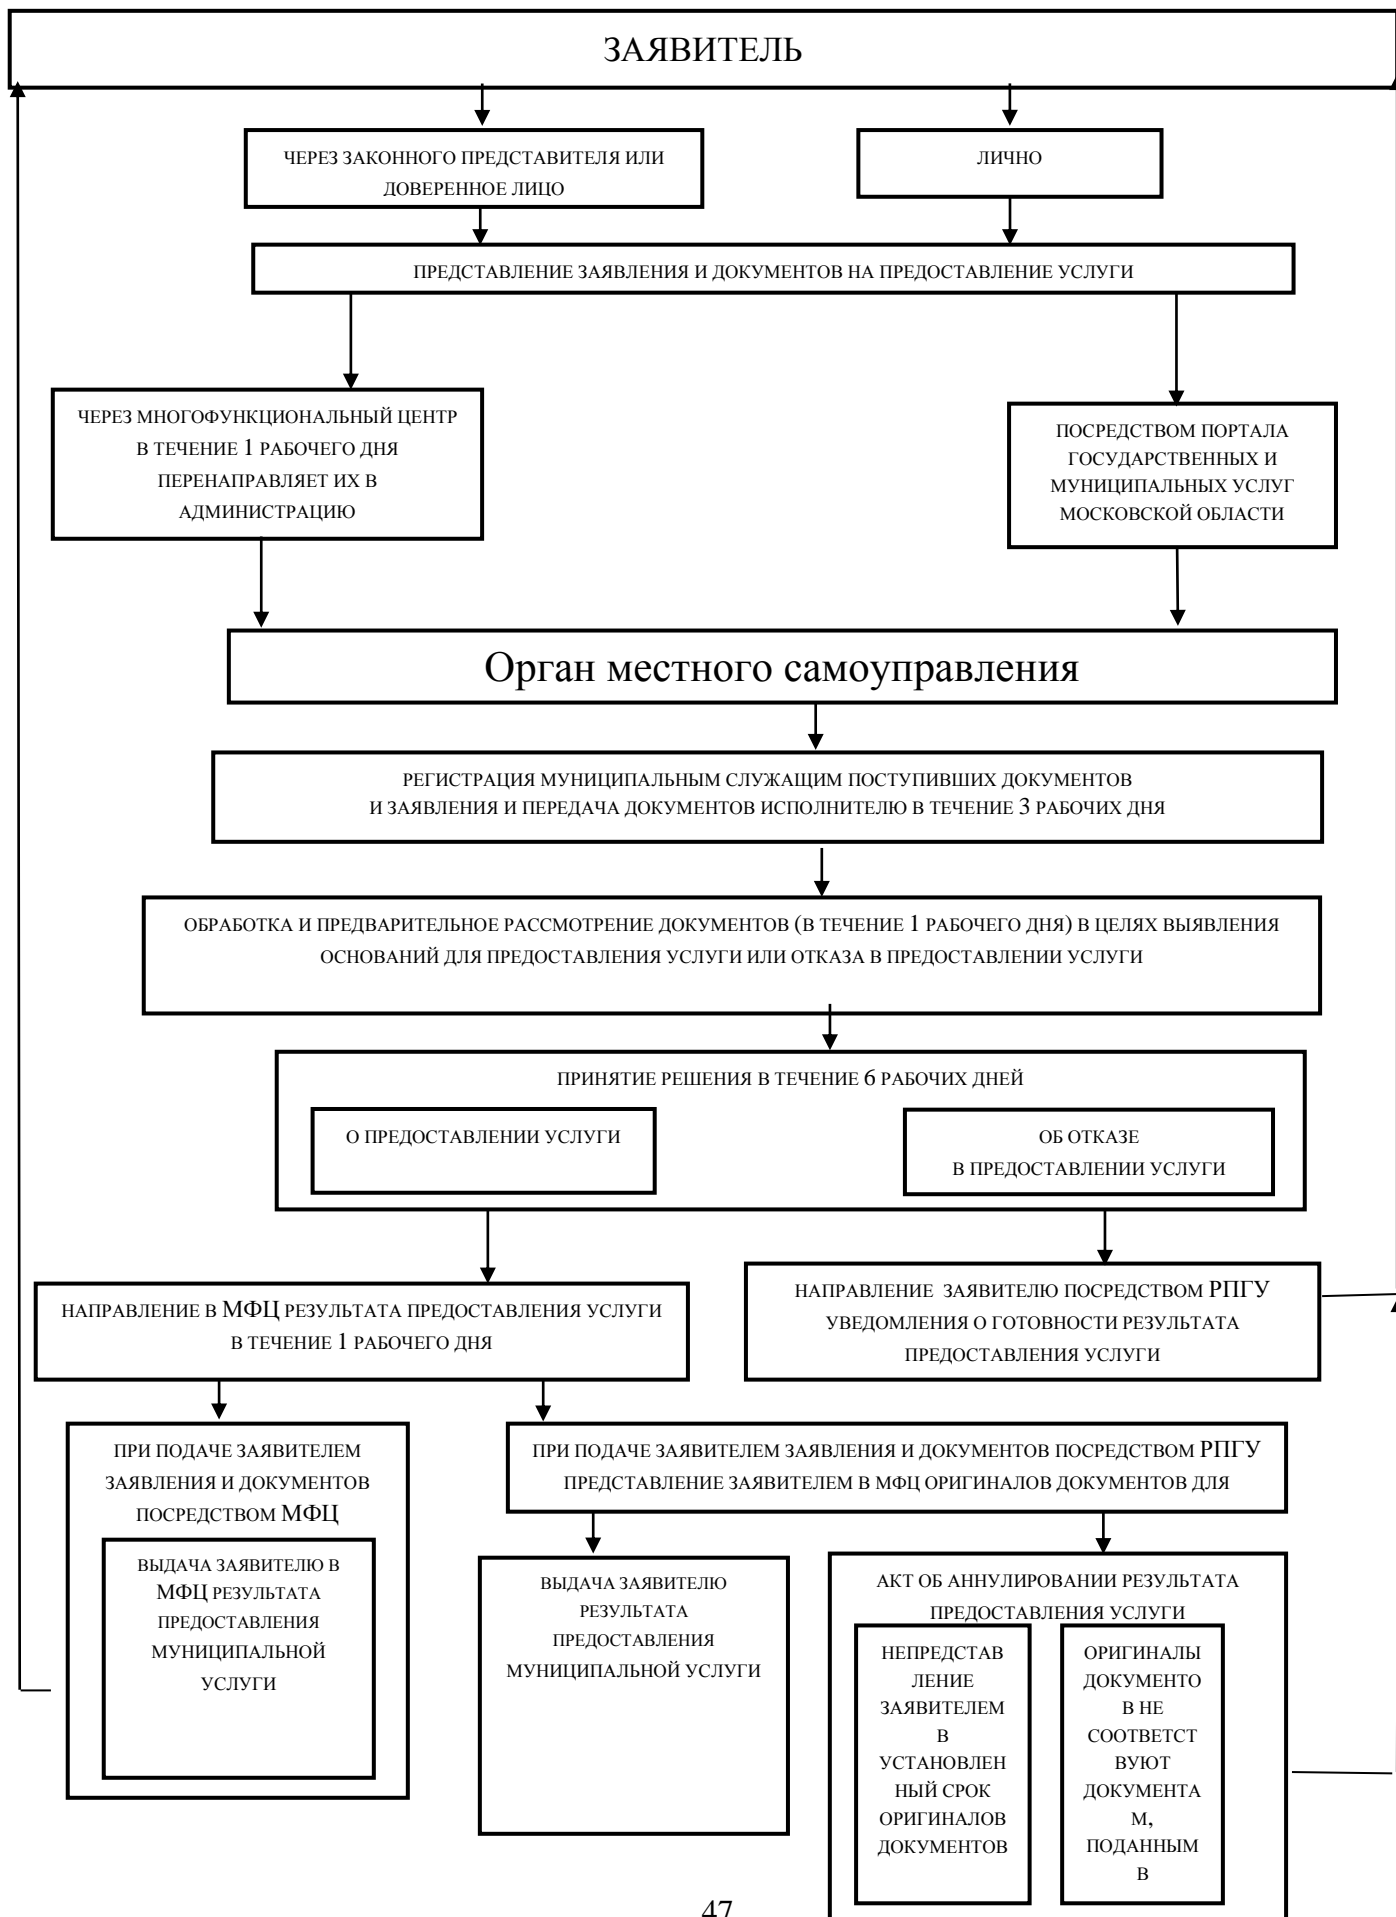 ЗАЯВИТЕЛЬ
ЧЕРЕЗ ЗАКОННОГО ПРЕДСТАВИТЕЛЯ ИЛИ
ДОВЕРЕННОЕ ЛИЦО
ЛИЧНО
ПРЕДСТАВЛЕНИЕ ЗАЯВЛЕНИЯ И ДОКУМЕНТОВ НА ПРЕДОСТАВЛЕНИЕ УСЛУГИ
ЧЕРЕЗ МНОГОФУНКЦИОНАЛЬНЫЙ ЦЕНТР
В ТЕЧЕНИЕ 1 РАБОЧЕГО ДНЯ
ПЕРЕНАПРАВЛЯЕТ ИХ В
АДМИНИСТРАЦИЮ
ПОСРЕДСТВОМ ПОРТАЛА
ГОСУДАРСТВЕННЫХ И
МУНИЦИПАЛЬНЫХ УСЛУГ
МОСКОВСКОЙ ОБЛАСТИ
Орган местного самоуправления
РЕГИСТРАЦИЯ МУНИЦИПАЛЬНЫМ СЛУЖАЩИМ ПОСТУПИВШИХ ДОКУМЕНТОВ
И ЗАЯВЛЕНИЯ И ПЕРЕДАЧА ДОКУМЕНТОВ ИСПОЛНИТЕЛЮ В ТЕЧЕНИЕ 3 РАБОЧИХ ДНЯ
ОБРАБОТКА И ПРЕДВАРИТЕЛЬНОЕ РАССМОТРЕНИЕ ДОКУМЕНТОВ (В ТЕЧЕНИЕ 1 РАБОЧЕГО ДНЯ) В ЦЕЛЯХ ВЫЯВЛЕНИЯ
ОСНОВАНИЙ ДЛЯ ПРЕДОСТАВЛЕНИЯ УСЛУГИ ИЛИ ОТКАЗА В ПРЕДОСТАВЛЕНИИ УСЛУГИ
ПРИНЯТИЕ РЕШЕНИЯ В ТЕЧЕНИЕ 6 РАБОЧИХ ДНЕЙ
О ПРЕДОСТАВЛЕНИИ УСЛУГИ
ОБ ОТКАЗЕ
В ПРЕДОСТАВЛЕНИИ УСЛУГИ
НАПРАВЛЕНИЕ В МФЦ РЕЗУЛЬТАТА ПРЕДОСТАВЛЕНИЯ УСЛУГИ
В ТЕЧЕНИЕ 1 РАБОЧЕГО ДНЯ
НАПРАВЛЕНИЕ ЗАЯВИТЕЛЮ ПОСРЕДСТВОМ РПГУ
УВЕДОМЛЕНИЯ О ГОТОВНОСТИ РЕЗУЛЬТАТА
ПРЕДОСТАВЛЕНИЯ УСЛУГИ
ПРИ ПОДАЧЕ ЗАЯВИТЕЛЕМ
ЗАЯВЛЕНИЯ И ДОКУМЕНТОВ
ПОСРЕДСТВОМ МФЦ
ВЫДАЧА ЗАЯВИТЕЛЮ В
МФЦ РЕЗУЛЬТАТА
ПРЕДОСТАВЛЕНИЯ
МУНИЦИПАЛЬНОЙ
УСЛУГИ
ПРИ ПОДАЧЕ ЗАЯВИТЕЛЕМ ЗАЯВЛЕНИЯ И ДОКУМЕНТОВ ПОСРЕДСТВОМ РПГУ
ПРЕДСТАВЛЕНИЕ ЗАЯВИТЕЛЕМ В МФЦ ОРИГИНАЛОВ ДОКУМЕНТОВ ДЛЯ
ВЫДАЧА ЗАЯВИТЕЛЮ
РЕЗУЛЬТАТА
ПРЕДОСТАВЛЕНИЯ
МУНИЦИПАЛЬНОЙ УСЛУГИ
АКТ ОБ АННУЛИРОВАНИИ РЕЗУЛЬТАТА
ПРЕДОСТАВЛЕНИЯ УСЛУГИ
НЕПРЕДСТАВ
ЛЕНИЕ
ЗАЯВИТЕЛЕМ
В
УСТАНОВЛЕН
НЫЙ СРОК
ОРИГИНАЛОВ
ДОКУМЕНТОВ
ОРИГИНАЛЫ
ДОКУМЕНТО
В НЕ
СООТВЕТСТ
ВУЮТ
ДОКУМЕНТА
М,
ПОДАННЫМ
В
47